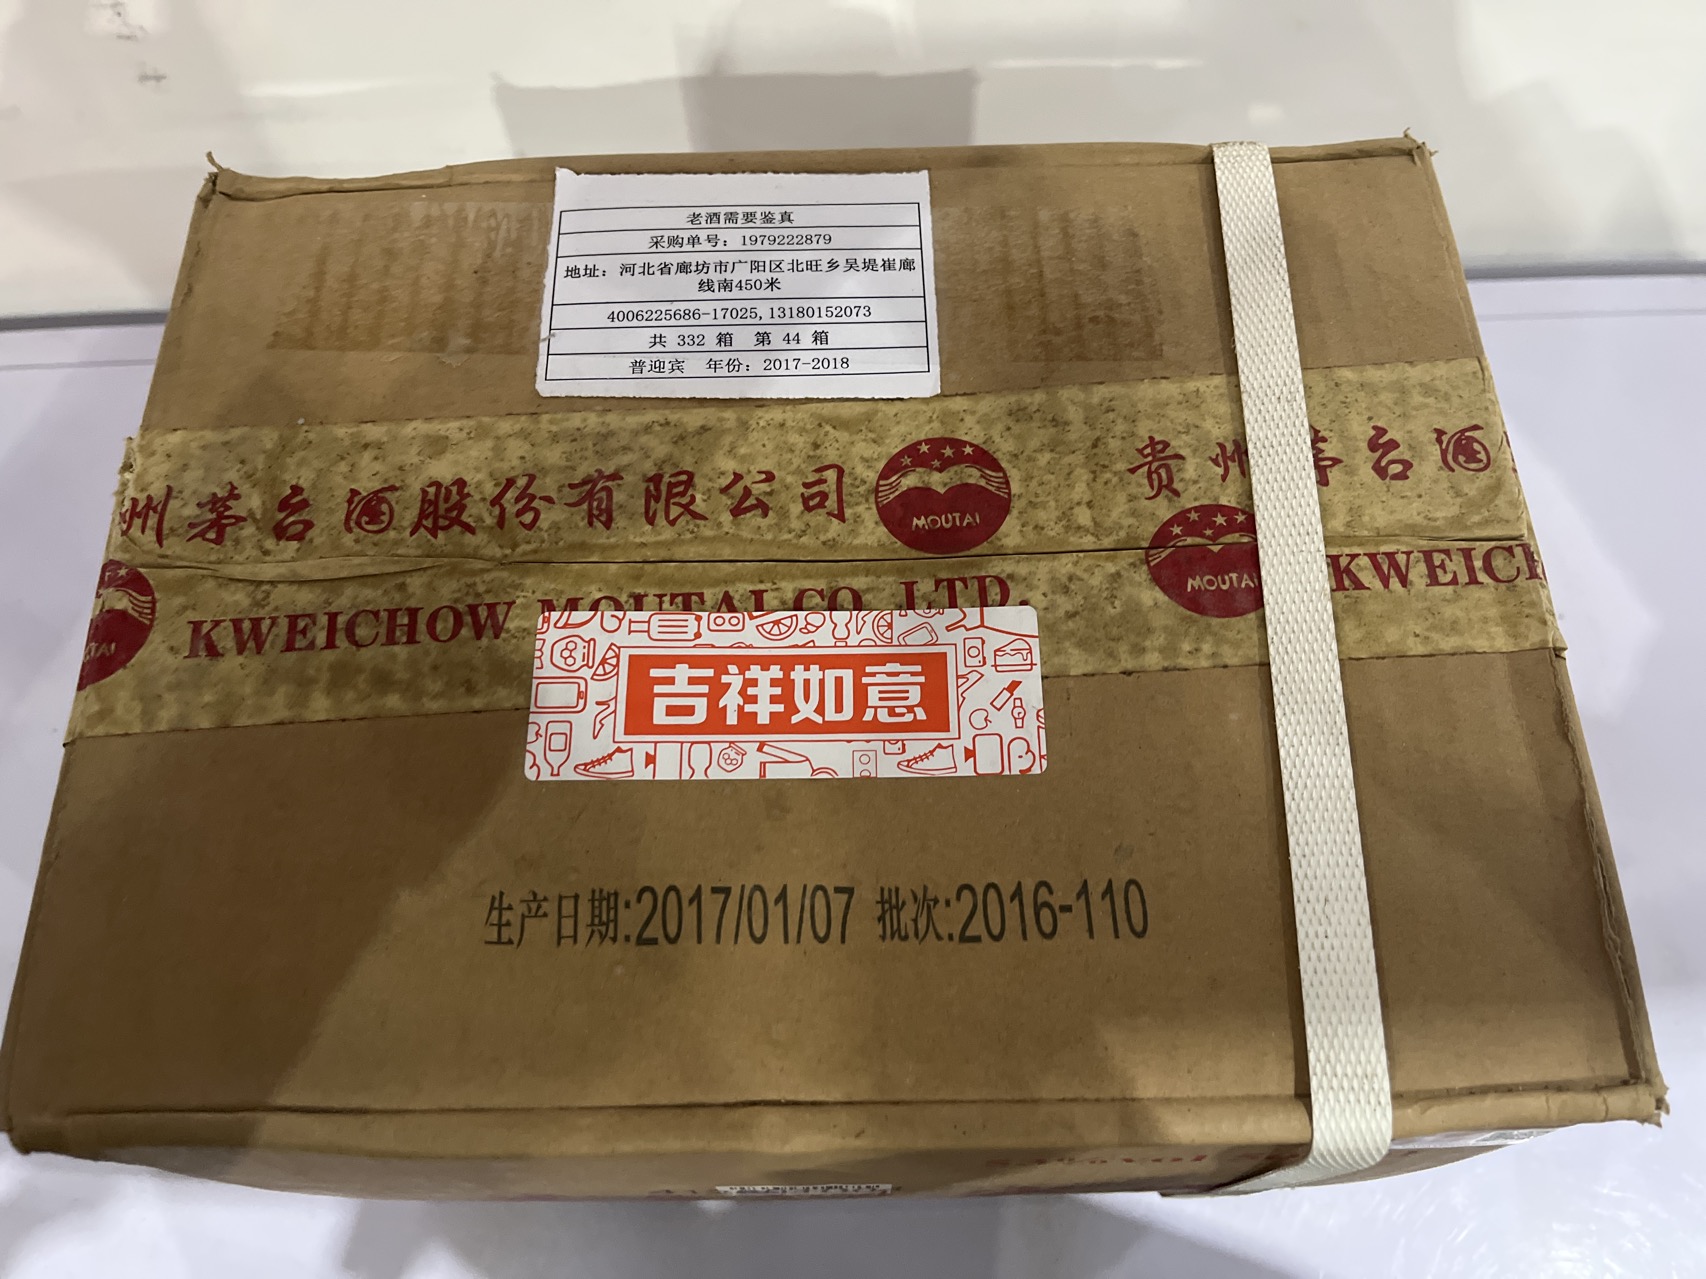 老酒需要鉴真
采购单号：1979222879
地址：河北省廊坊市广阳区北旺乡吴堤崔廊
线南450米
4006225686-17025,13180152073
共 332 箱 第 44 箱
普迎宾 年份：2017-2018
州茅台酒股份有限公司
MOUTAI
贵州茅台酒
KWEICHOW MOUTAI CO., LTD.
MOUTAI
KWEICH
TAI
吉祥如意
生产日期:2017/01/07 批次:2016-110